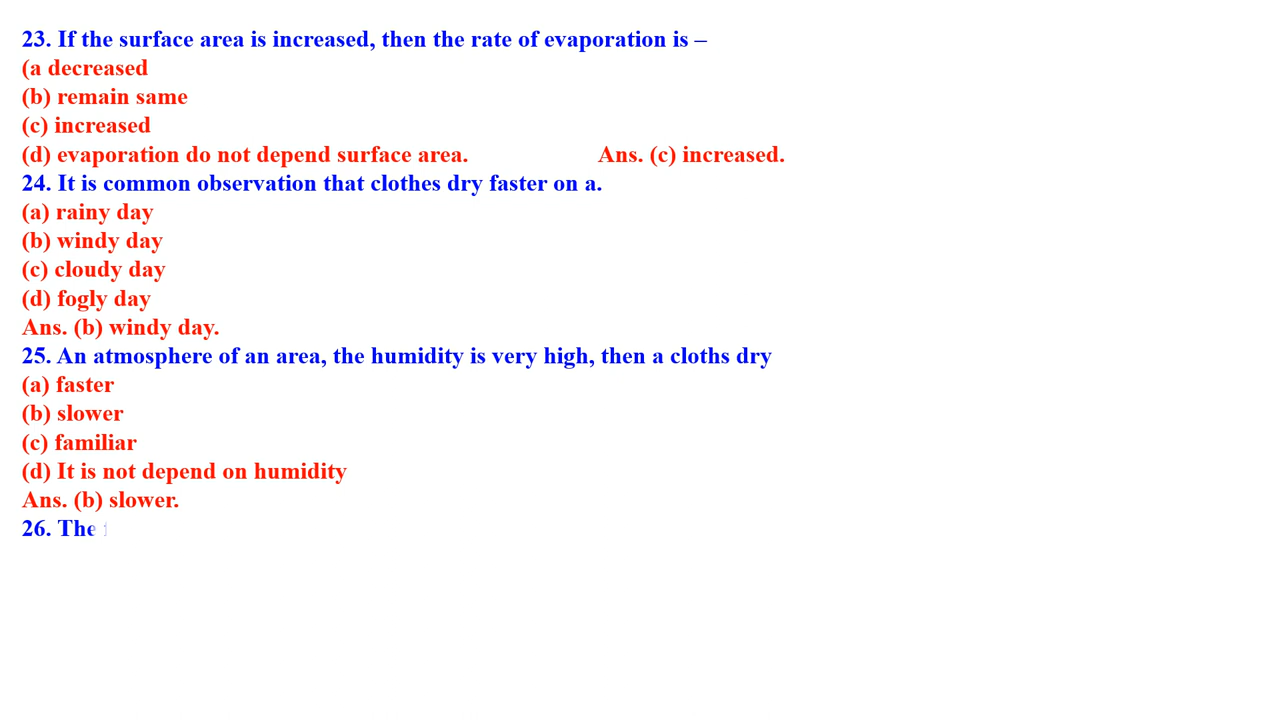 23. If the surface area is increased, then the rate of evaporation is –
(a decreased
(b) remain same
(c) increased
(d) evaporation do not depend surface area. Ans. (c) increased.
24. It is common observation that clothes dry faster on a.
(a) rainy day
(b) windy day
(c) cloudy day
(d) fogly day
Ans. (b) windy day.
25. An atmosphere of an area, the humidity is very high, then a cloths dry
(a) faster
(b) slower
(c) familiar
(d) It is not depend on humidity
Ans. (b) slower.
26. The